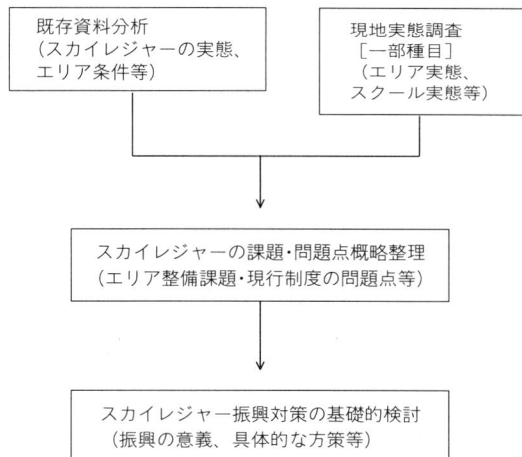 既存資料分析
(スカイレジャーの実態、
エリア条件等)
現地実態調査
[一部種目]
(エリア実態、
スクール実態等)
スカイレジャーの課題・問題点概略整理
(エリア整備課題・現行制度の問題点等)
スカイレジャー振興対策の基礎的検討
(振興の意義、具体的な方策等)